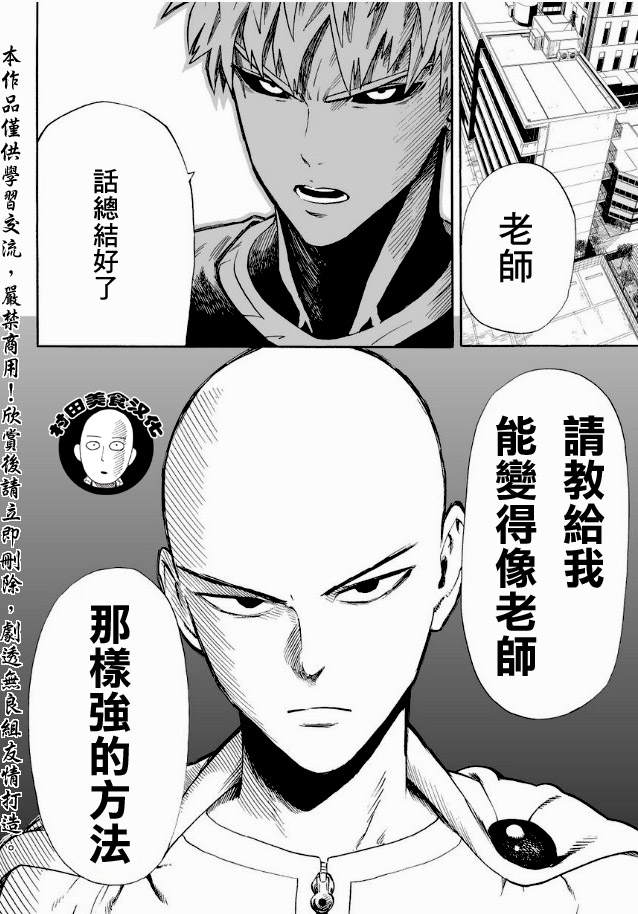 老師
話總結好了
請教給我
能變得像老師
那樣強的方法
村田美食汉化
本作品僅供學習交流，嚴禁商用！欣賞後請立即刪除，劇透無良組友情打造。